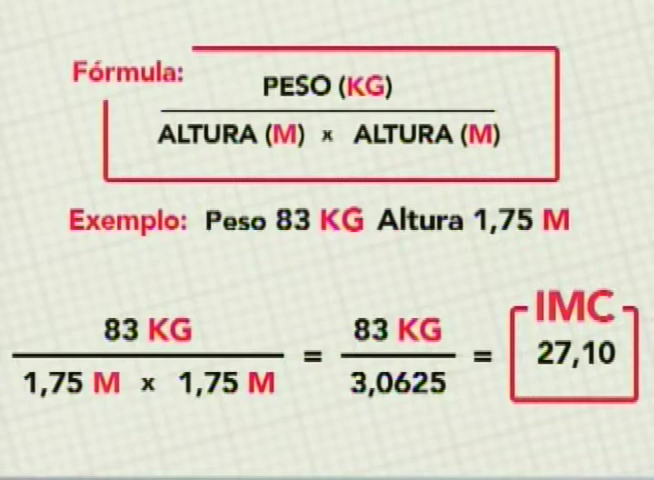 Fórmula:
PESO (KG)
ALTURA (M) x ALTURA (M)
Exemplo: Peso 83 KG Altura 1,75 M
83 KG
1,75 M x 1,75 M
=
83 KG
3,0625
=
IMC
27,10